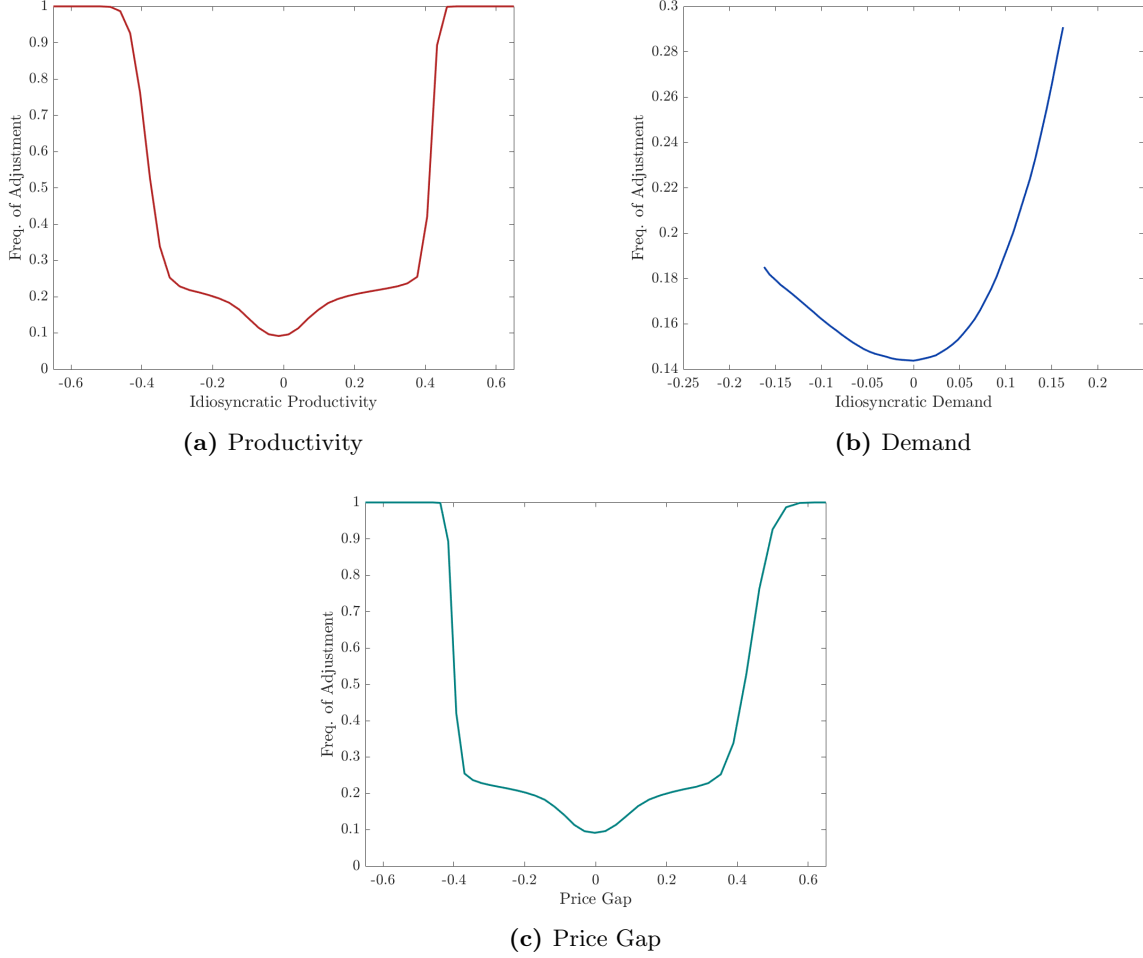 1
0.9
0.8
0.7
0.6
0.5
0.4
0.3
0.2
0.1
0
Freq. of Adjustment
-0.6 -0.4 -0.2 0 0.2 0.4 0.6
Idiosyncratic Productivity
(a) Productivity
0.3
0.28
0.26
0.24
0.22
0.2
0.18
0.16
0.14
Freq. of Adjustment
-0.25 -0.2 -0.15 -0.1 -0.05 0 0.05 0.1 0.15 0.2
Idiosyncratic Demand
(b) Demand
1
0.9
0.8
0.7
0.6
0.5
0.4
0.3
0.2
0.1
0
Freq. of Adjustment
-0.6 -0.4 -0.2 0 0.2 0.4 0.6
Price Gap
(c) Price Gap